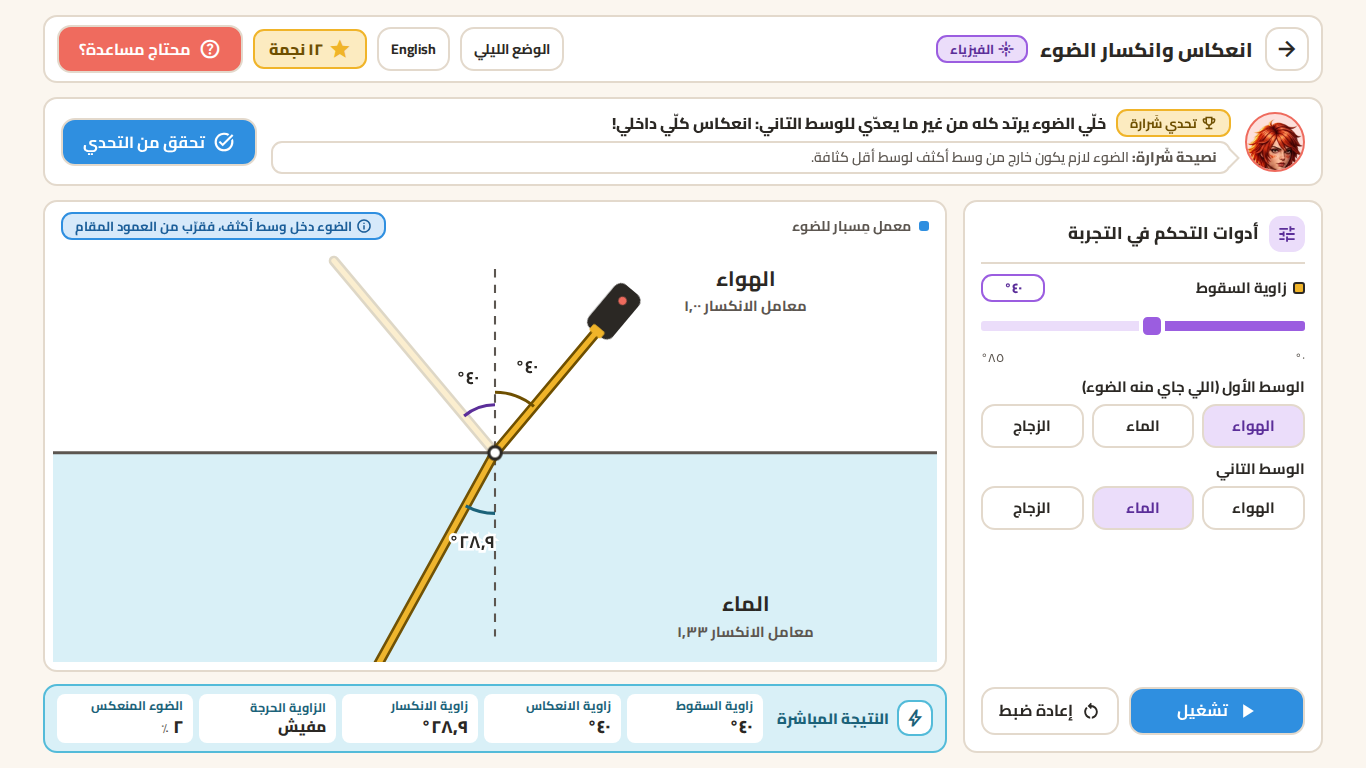 انعكاس وانكسار الضوء
الفيزياء
الوضع الليلي
English
١٢ نجمة
محتاج مساعدة؟
تحدي شرارة
خلّي الضوء يرتد كله من غير ما يعدّي للوسط التاني: انعكاس كلّي داخلي!
نصيحة شرارة: الضوء لازم يكون خارج من وسط أكثف لوسط أقل كثافة.
تحقق من التحدي
أدوات التحكم في التجربة
زاوية السقوط
٤٠°
٠°
٨٥°
الوسط الأول (اللي جاي منه الضوء)
الهواء
الماء
الزجاج
الوسط التاني
الهواء
الماء
الزجاج
تشغيل
إعادة ضبط
معمل مِسبار للضوء
الضوء دخل وسط أكثف، فقرّب من العمود المقام
الهواء
معامل الانكسار ١,٠٠
٤٠°
٤٠°
٢٨,٩°
الماء
معامل الانكسار ١,٣٣
النتيجة المباشرة
زاوية السقوط
٤٠°
زاوية الانعكاس
٤٠°
زاوية الانكسار
٢٨,٩°
الزاوية الحرجة
مفيش
الضوء المنعكس
٢ ٪